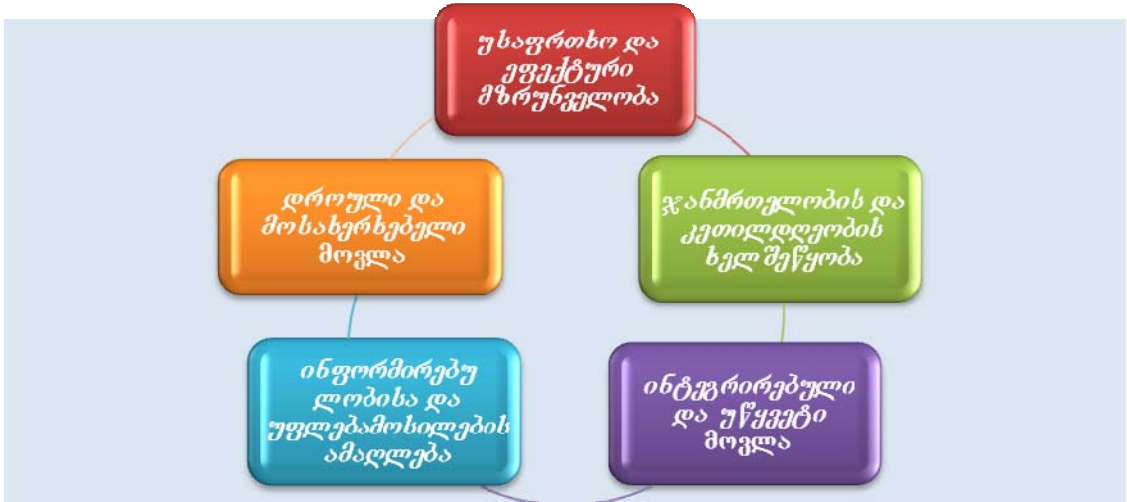 უსაფრთხო და
ეფექტური
მზრუნველობა
დროული და
მოსახერხებელი
მოვლა
ჯანმრთელობის და
კეთილდღეობის
ხელშეწყობა
ინფორმირებუ
ლობისა და
უფლებამოსილების
ამაღლება
ინტეგრირებული
და უწყვეტი
მოვლა